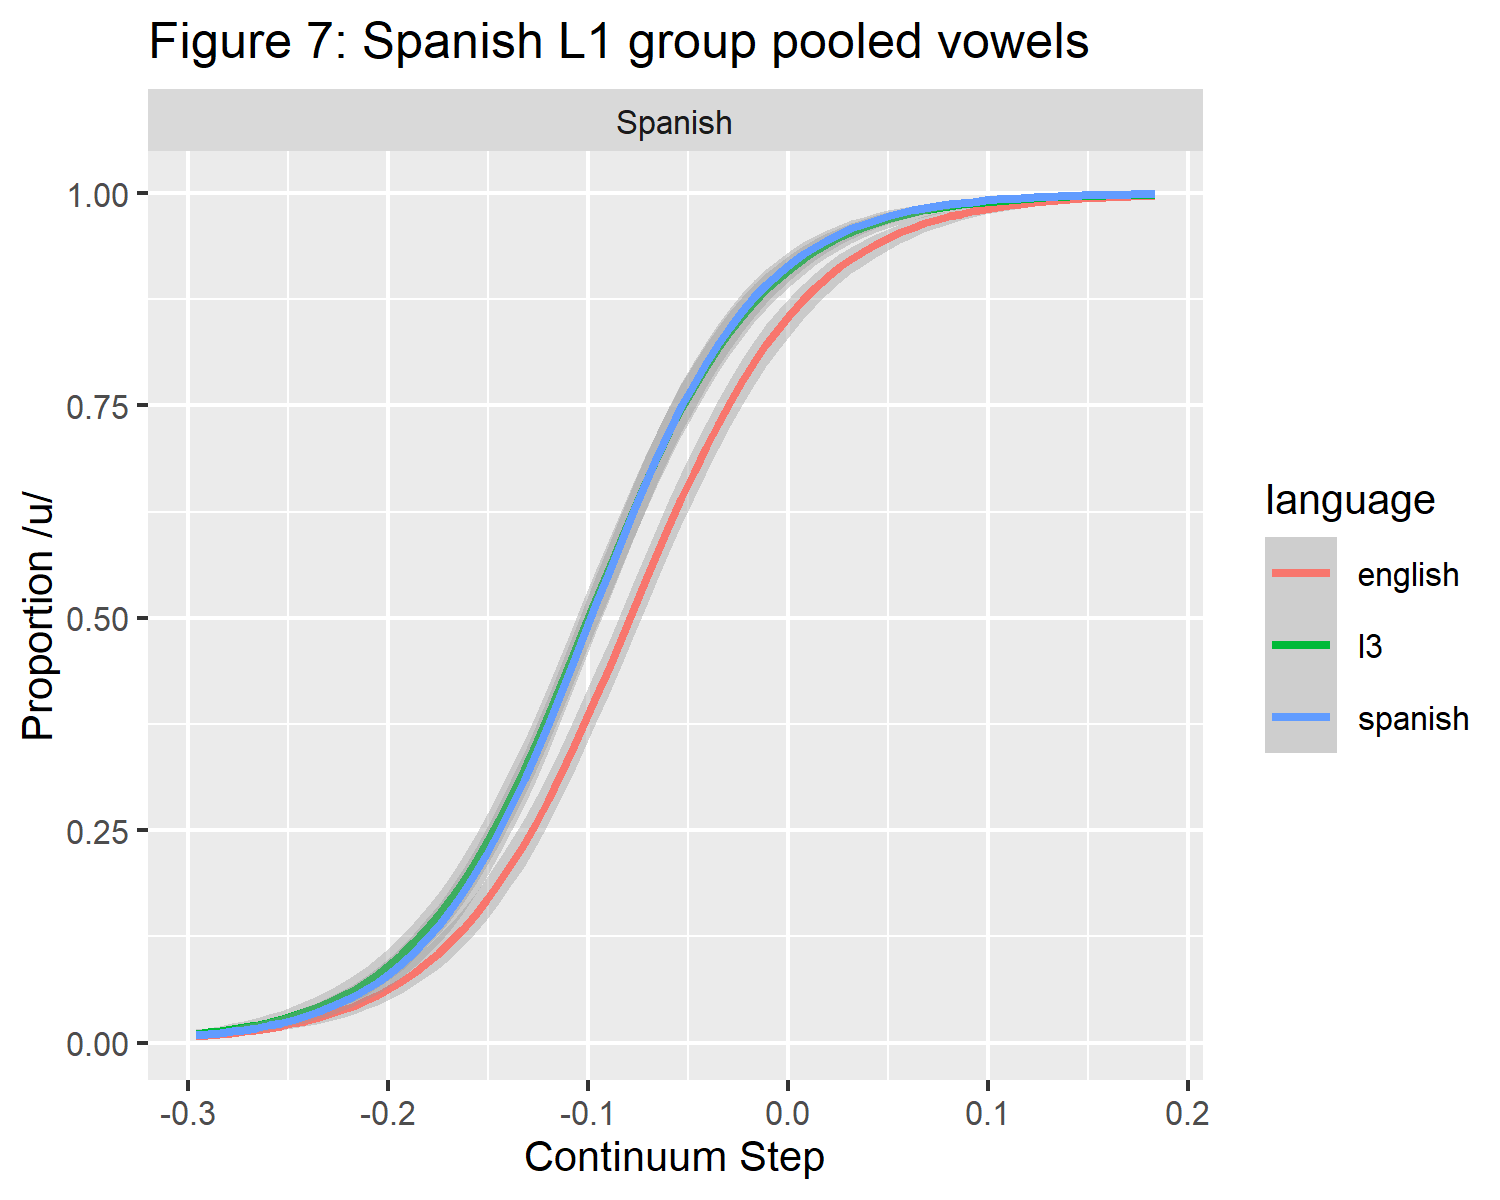 Figure 7: Spanish L1 group pooled vowels
Spanish
1.00
0.75
0.50
0.25
0.00
Proportion /u/
-0.3
-0.2
-0.1
0.0
0.1
0.2
Continuum Step
language
english
l3
spanish